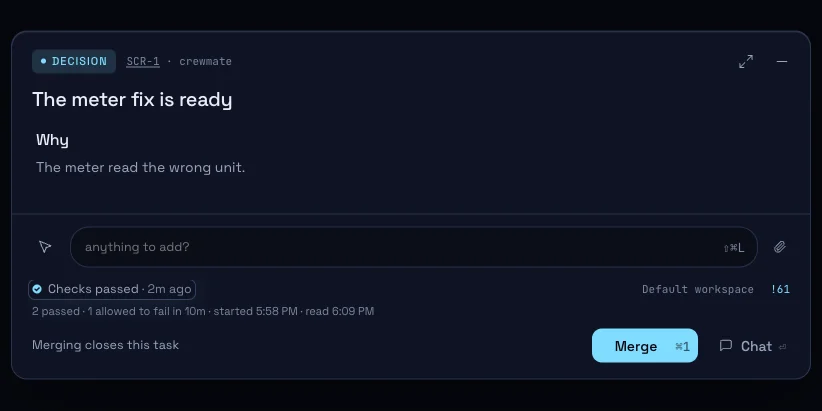 DECISION SCR-1 · crewmate
The meter fix is ready
Why
The meter read the wrong unit.
anything to add? ⇧⌘L
Checks passed · 2m ago Default workspace !61
2 passed · 1 allowed to fail in 10m · started 5:58 PM · read 6:09 PM
Merging closes this task Merge ⌘1 Chat ⏎